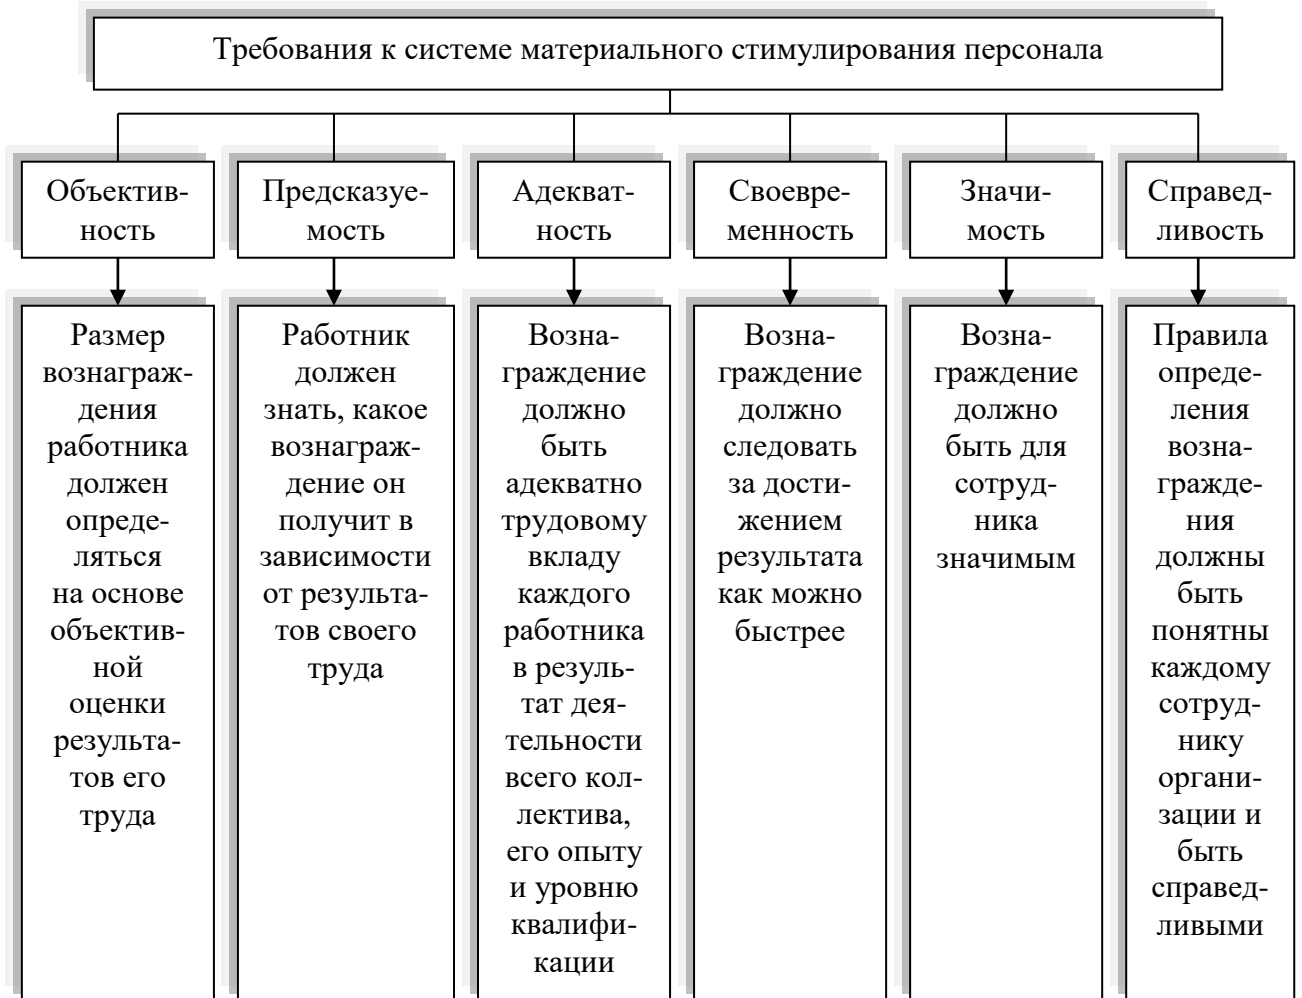 Требования к системе материального стимулирования персонала
Объектив-
ность
Предсказуе-
мость
Адекват-
ность
Своевре-
менность
Значи-
мость
Справед-
ливость
Размер
вознаграж-
дения
работника
должен
опреде-
ляться
на основе
объектив-
ной
оценки
результа-
тов его
труда
Работник
должен
знать, какое
вознаграж-
дение он
получит в
зависимости
от результа-
тов своего
труда
Возна-
граждение
должно
быть
адекватно
трудовому
вкладу
каждого
работника
в резуль-
тат дея-
тельности
всего кол-
лектива,
его опыту
и уровню
квалифи-
кации
Возна-
граждение
должно
следовать
за дости-
жением
результата
как можно
быстрее
Возна-
граждение
должно
быть для
сотруд-
ника
значимым
Правила
опреде-
ления
возна-
гражде-
ния
должны
быть
понятны
каждому
сотруд-
нику
органи-
зации и
быть
справед-
ливыми